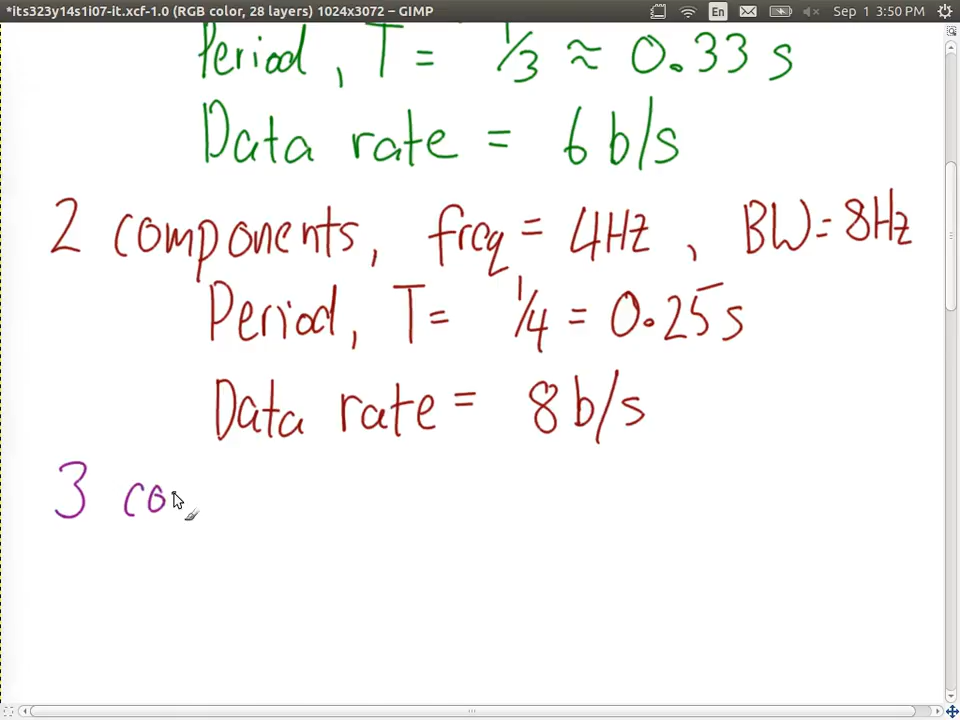 *its323y14s1i07-it.xcf-1.0 (RGB color, 28 layers) 1024x3072 – GIMP En Sep 1 3:50 PM
Period, T = 1/3 ≈ 0.33 s
Data rate = 6 b/s
2 components, freq = 4Hz, BW = 8Hz
Period, T = 1/4 = 0.25 s
Data rate = 8 b/s
3 co